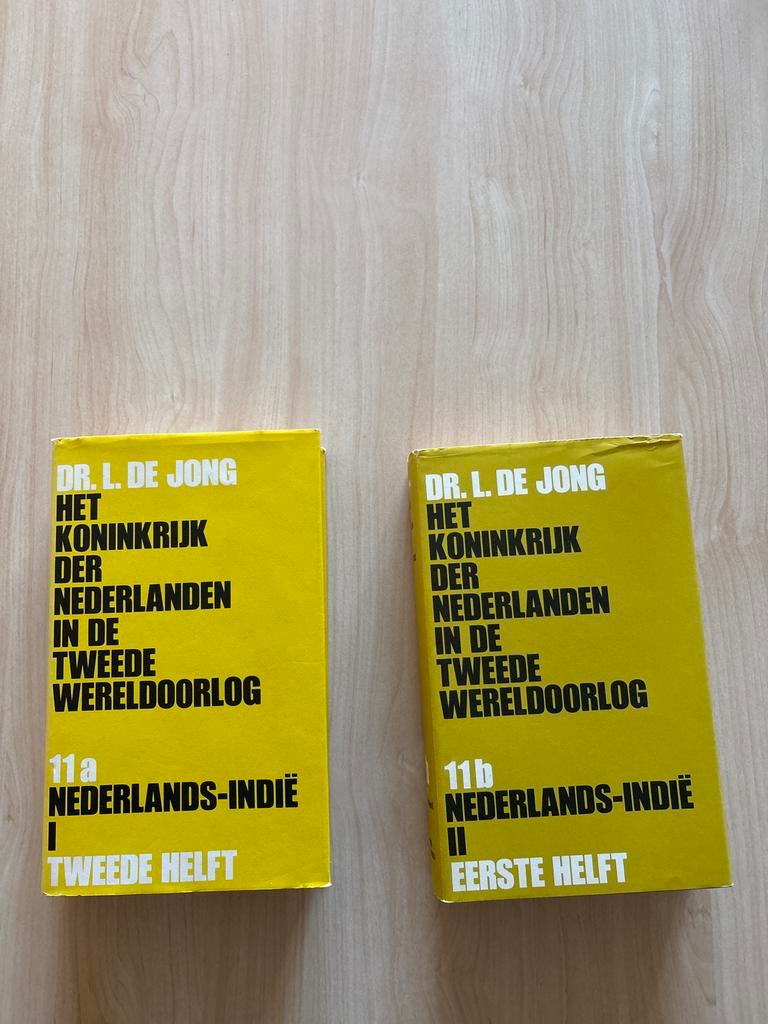 DR. L. DE JONG
HET
KONINKRIJK
DER
NEDERLANDEN
IN DE
TWEEDE
WERELDOORLOG
11a
NEDERLANDS-INDIË
I
TWEEDE HELFT
DR. L. DE JONG
HET
KONINKRIJK
DER
NEDERLANDEN
IN DE
TWEEDE
WERELDOORLOG
11b
NEDERLANDS-INDIË
II
EERSTE HELFT